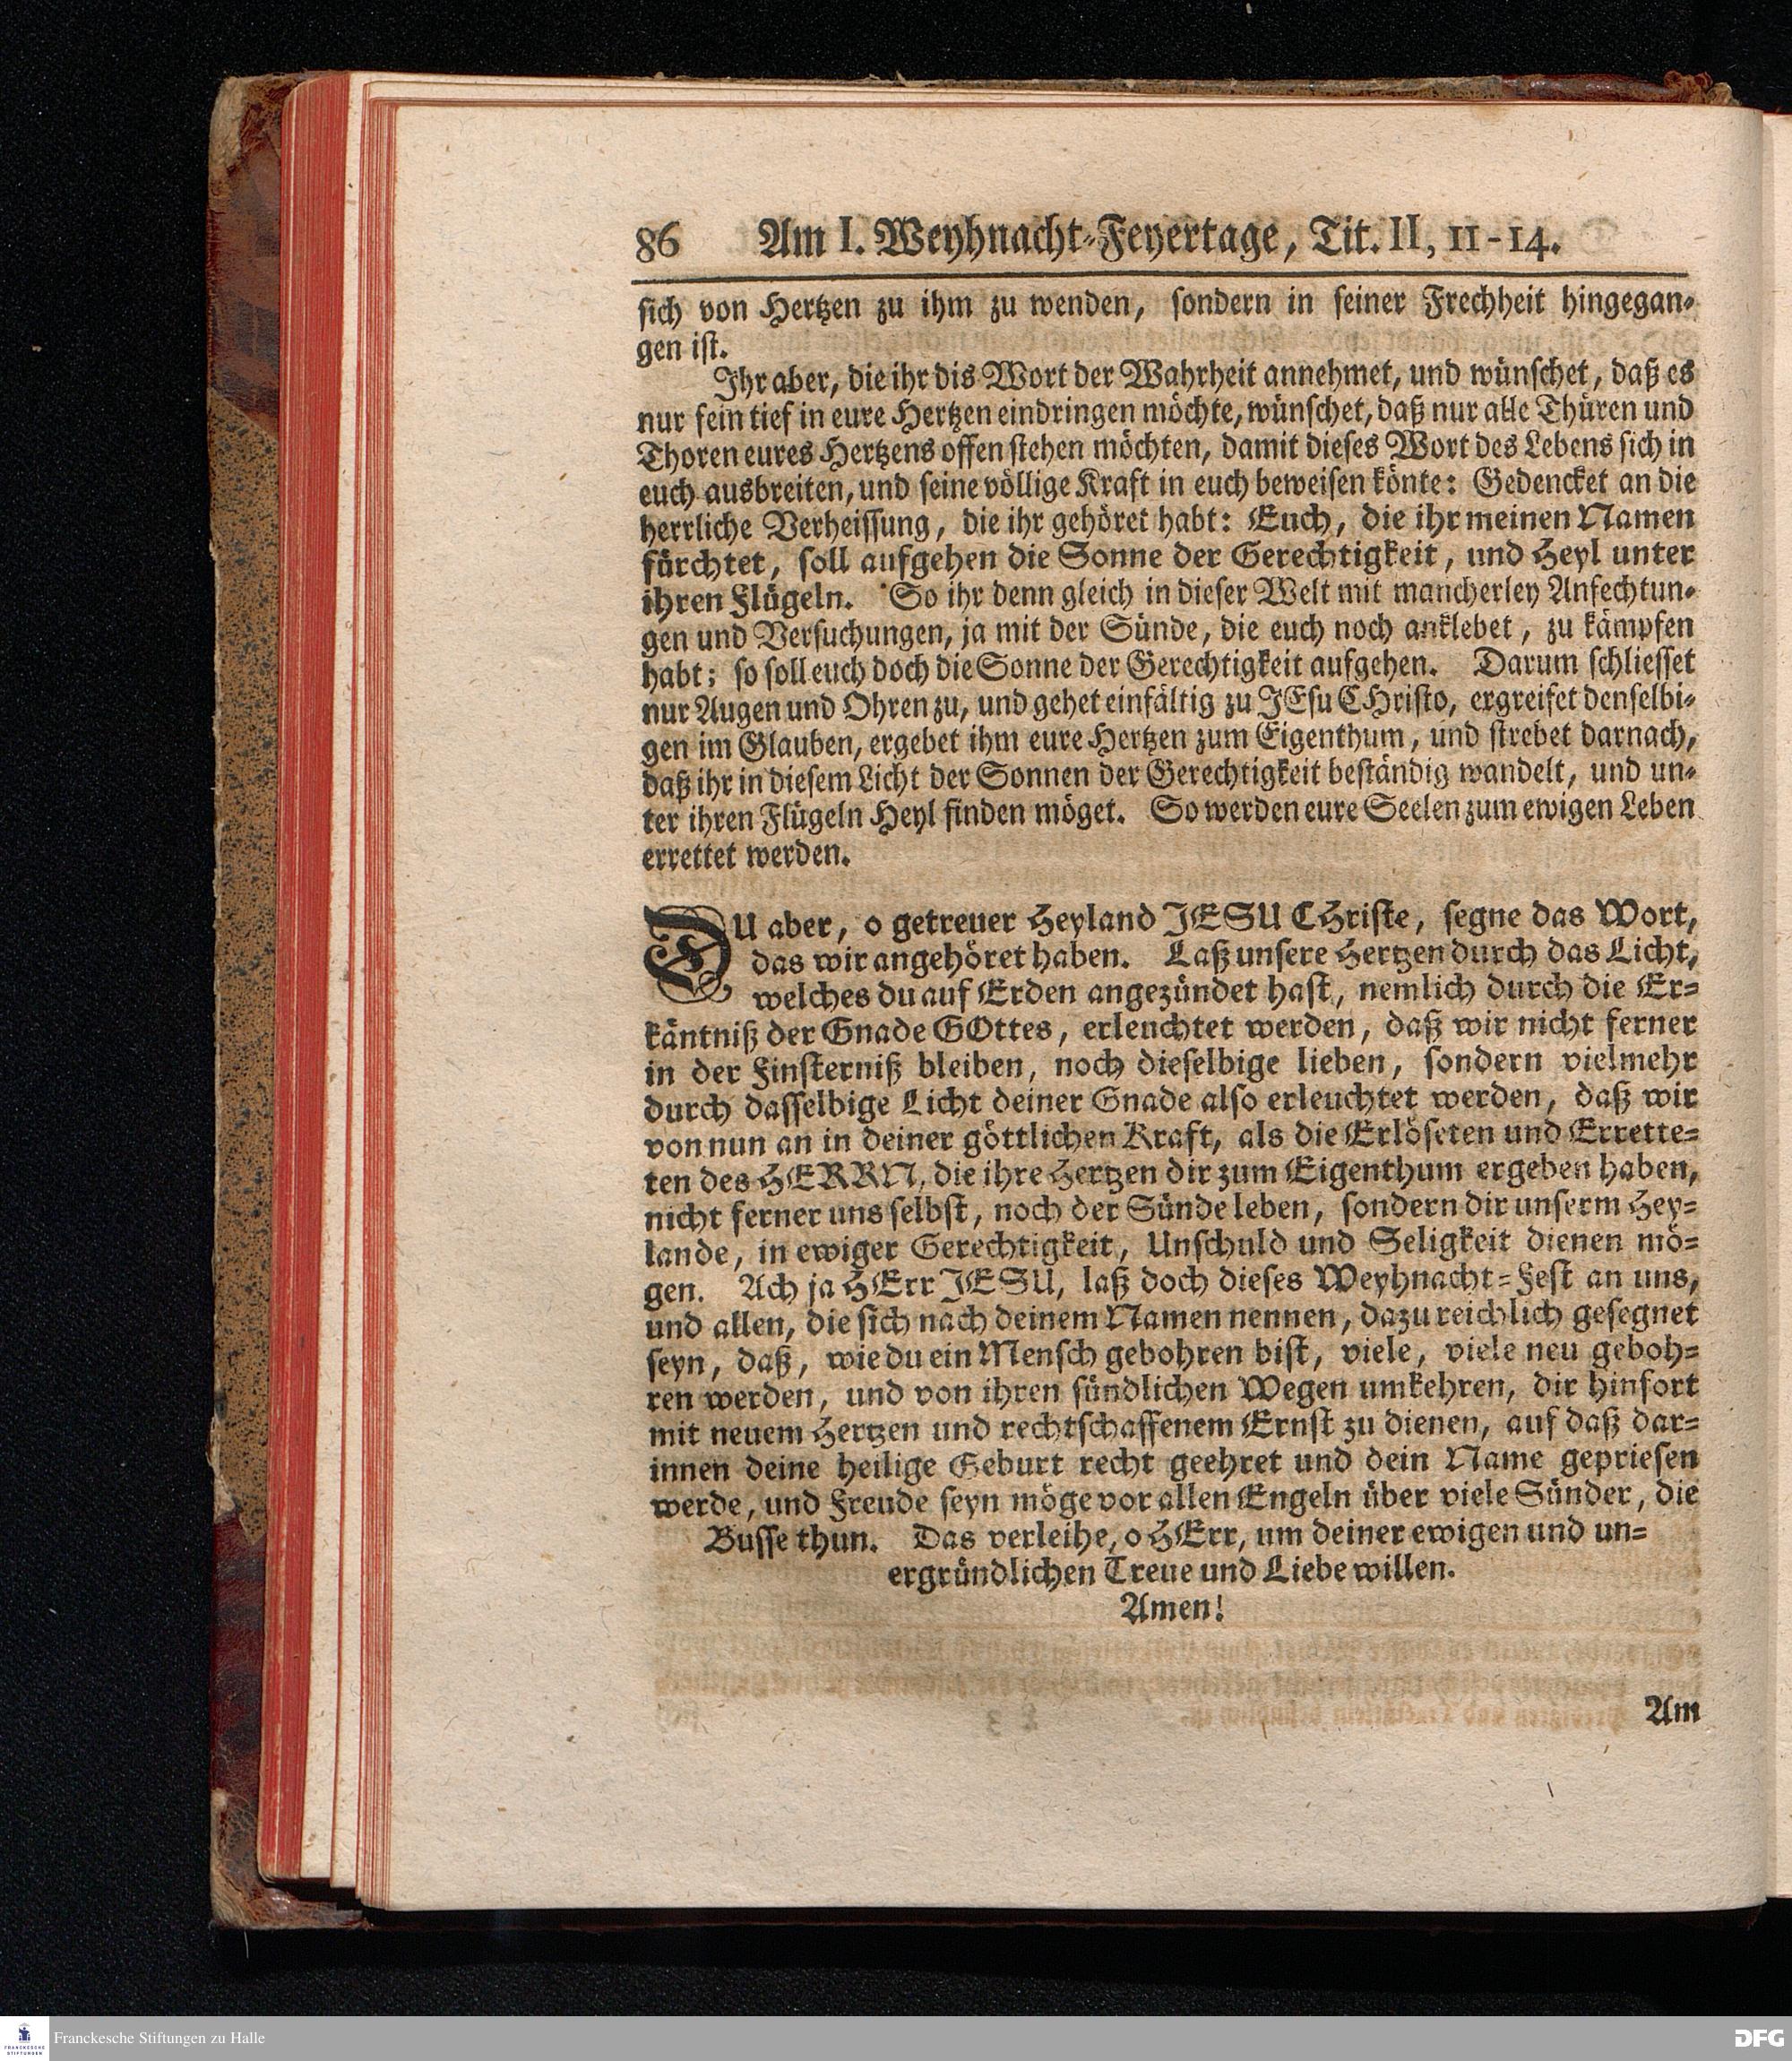 86 Am I. Weyhnacht-Feyertage, Tit. II, 11-14.
sich von Hertzen zu ihm zu wenden, sondern in seiner Frechheit hingegan-
gen ist.
Ihr aber, die ihr dis Wort der Wahrheit annehmet, und wünschet, daß es
nur fein tief in eure Hertzen eindringen möchte, wünschet, daß nur alle Thüren und
Thoren eures Hertzens offen stehen möchten, damit dieses Wort des Lebens sich in
euch ausbreiten, und seine völlige Kraft in euch beweisen könte: Gedencket an die
herrliche Verheissung, die ihr gehöret habt: Euch, die ihr meinen Namen
fürchtet, soll aufgehen die Sonne der Gerechtigkeit, und Heyl unter
ihren Flügeln. So ihr denn gleich in dieser Welt mit mancherley Anfechtun-
gen und Versuchungen, ja mit der Sünde, die euch noch anklebet, zu kämpfen
habt; so soll euch doch die Sonne der Gerechtigkeit aufgehen. Darum schliesset
nur Augen und Ohren zu, und gehet einfältig zu JEsu CHristo, ergreifet denselbi-
gen im Glauben, ergebet ihm eure Hertzen zum Eigenthum, und strebet darnach,
daß ihr in diesem Licht der Sonnen der Gerechtigkeit beständig wandelt, und un-
ter ihren Flügeln Heyl finden möget. So werden eure Seelen zum ewigen Leben
errettet werden.
DU aber, o getreuer Heyland JESU CHriste, segne das Wort,
das wir angehöret haben. Laß unsere Hertzen durch das Licht,
welches du auf Erden angezündet hast, nemlich durch die Er-
käntniß der Gnade GOttes, erleuchtet werden, daß wir nicht ferner
in der Finsterniß bleiben, noch dieselbige lieben, sondern vielmehr
durch dasselbige Licht deiner Gnade also erleuchtet werden, daß wir
von nun an in deiner göttlichen Kraft, als die Erlöseten und Errette-
ten des HERRN, die ihre Hertzen dir zum Eigenthum ergeben haben,
nicht ferner uns selbst, noch der Sünde leben, sondern dir unserm Hey-
lande, in ewiger Gerechtigkeit, Unschuld und Seligkeit dienen mö-
gen. Ach ja HErr JESU, laß doch dieses Weyhnacht-Fest an uns,
und allen, die sich nach deinem Namen nennen, dazu reichlich gesegnet
seyn, daß, wie du ein Mensch gebohren bist, viele, viele neu geboh-
ren werden, und von ihren sündlichen Wegen umkehren, dir hinfort
mit neuem Hertzen und rechtschaffenem Ernst zu dienen, auf daß dar-
innen deine heilige Geburt recht geehret und dein Name gepriesen
werde, und Freude seyn möge vor allen Engeln über viele Sünder, die
Busse thun. Das verleihe, o HErr, um deiner ewigen und un-
ergründlichen Treue und Liebe willen.
Amen!
Am
FRANCKESCHE STIFTUNGEN
Franckesche Stiftungen zu Halle
DFG